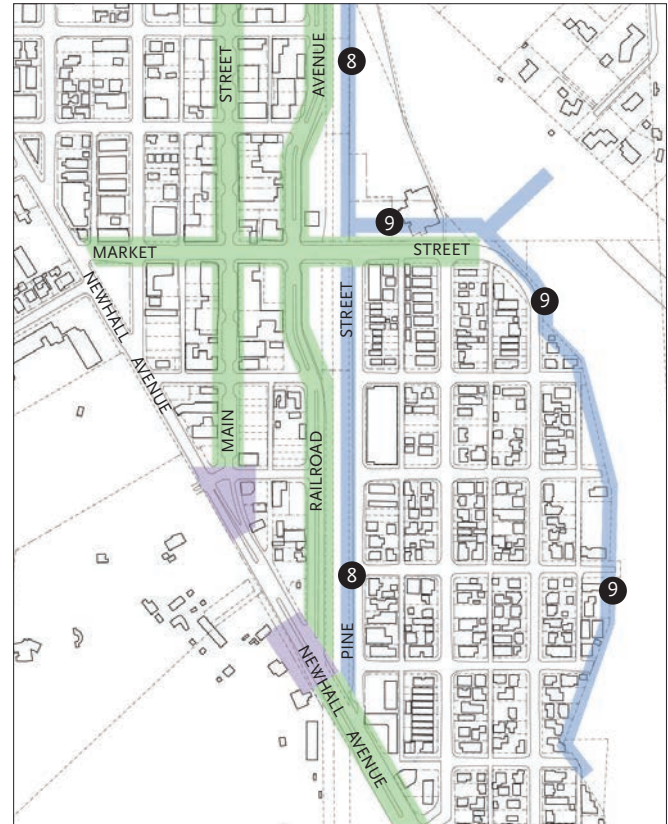 STREET
AVENUE
8
9
MARKET
STREET
NEWHALL AVENUE
STREET
9
MAIN
RAILROAD
8
9
PINE
NEWHALL AVENUE